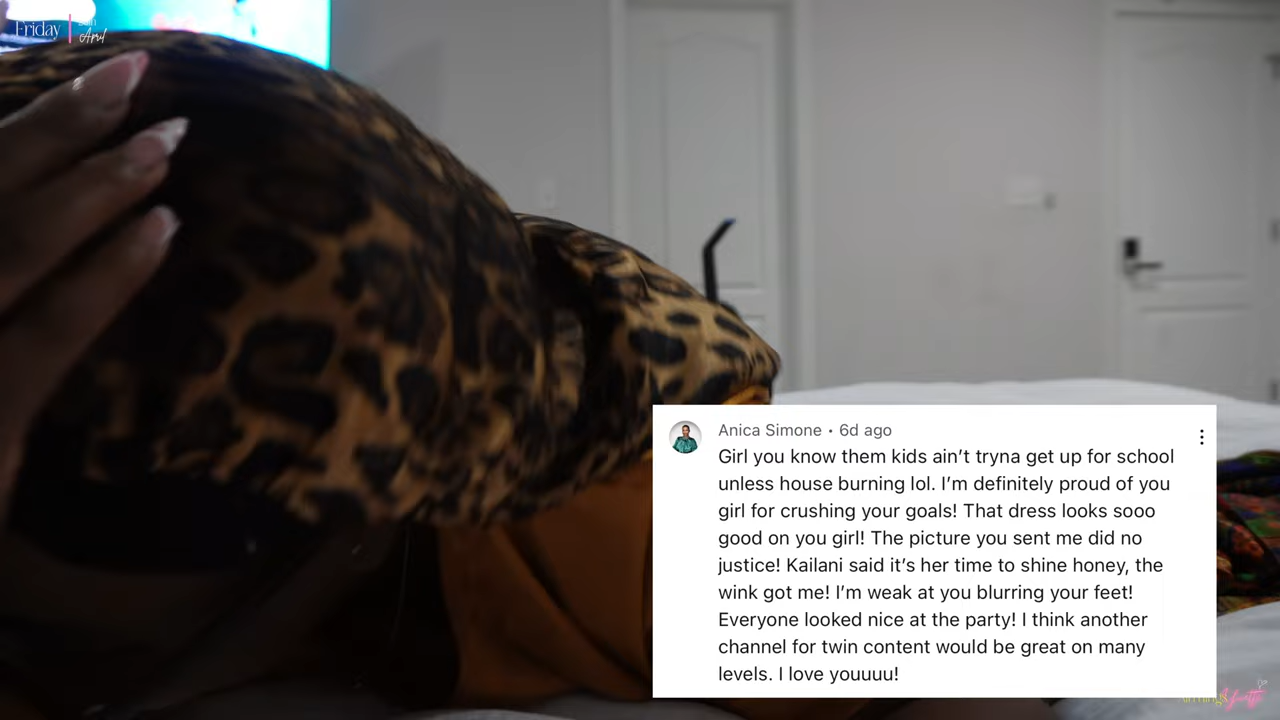 Friday
Anica Simone • 6d ago
Girl you know them kids ain't tryna get up for school
unless house burning lol. I'm definitely proud of you
girl for crushing your goals! That dress looks sooo
good on you girl! The picture you sent me did no
justice! Kailani said it's her time to shine honey, the
wink got me! I'm weak at you blurring your feet!
Everyone looked nice at the party! I think another
channel for twin content would be great on many
levels. I love youuuu!